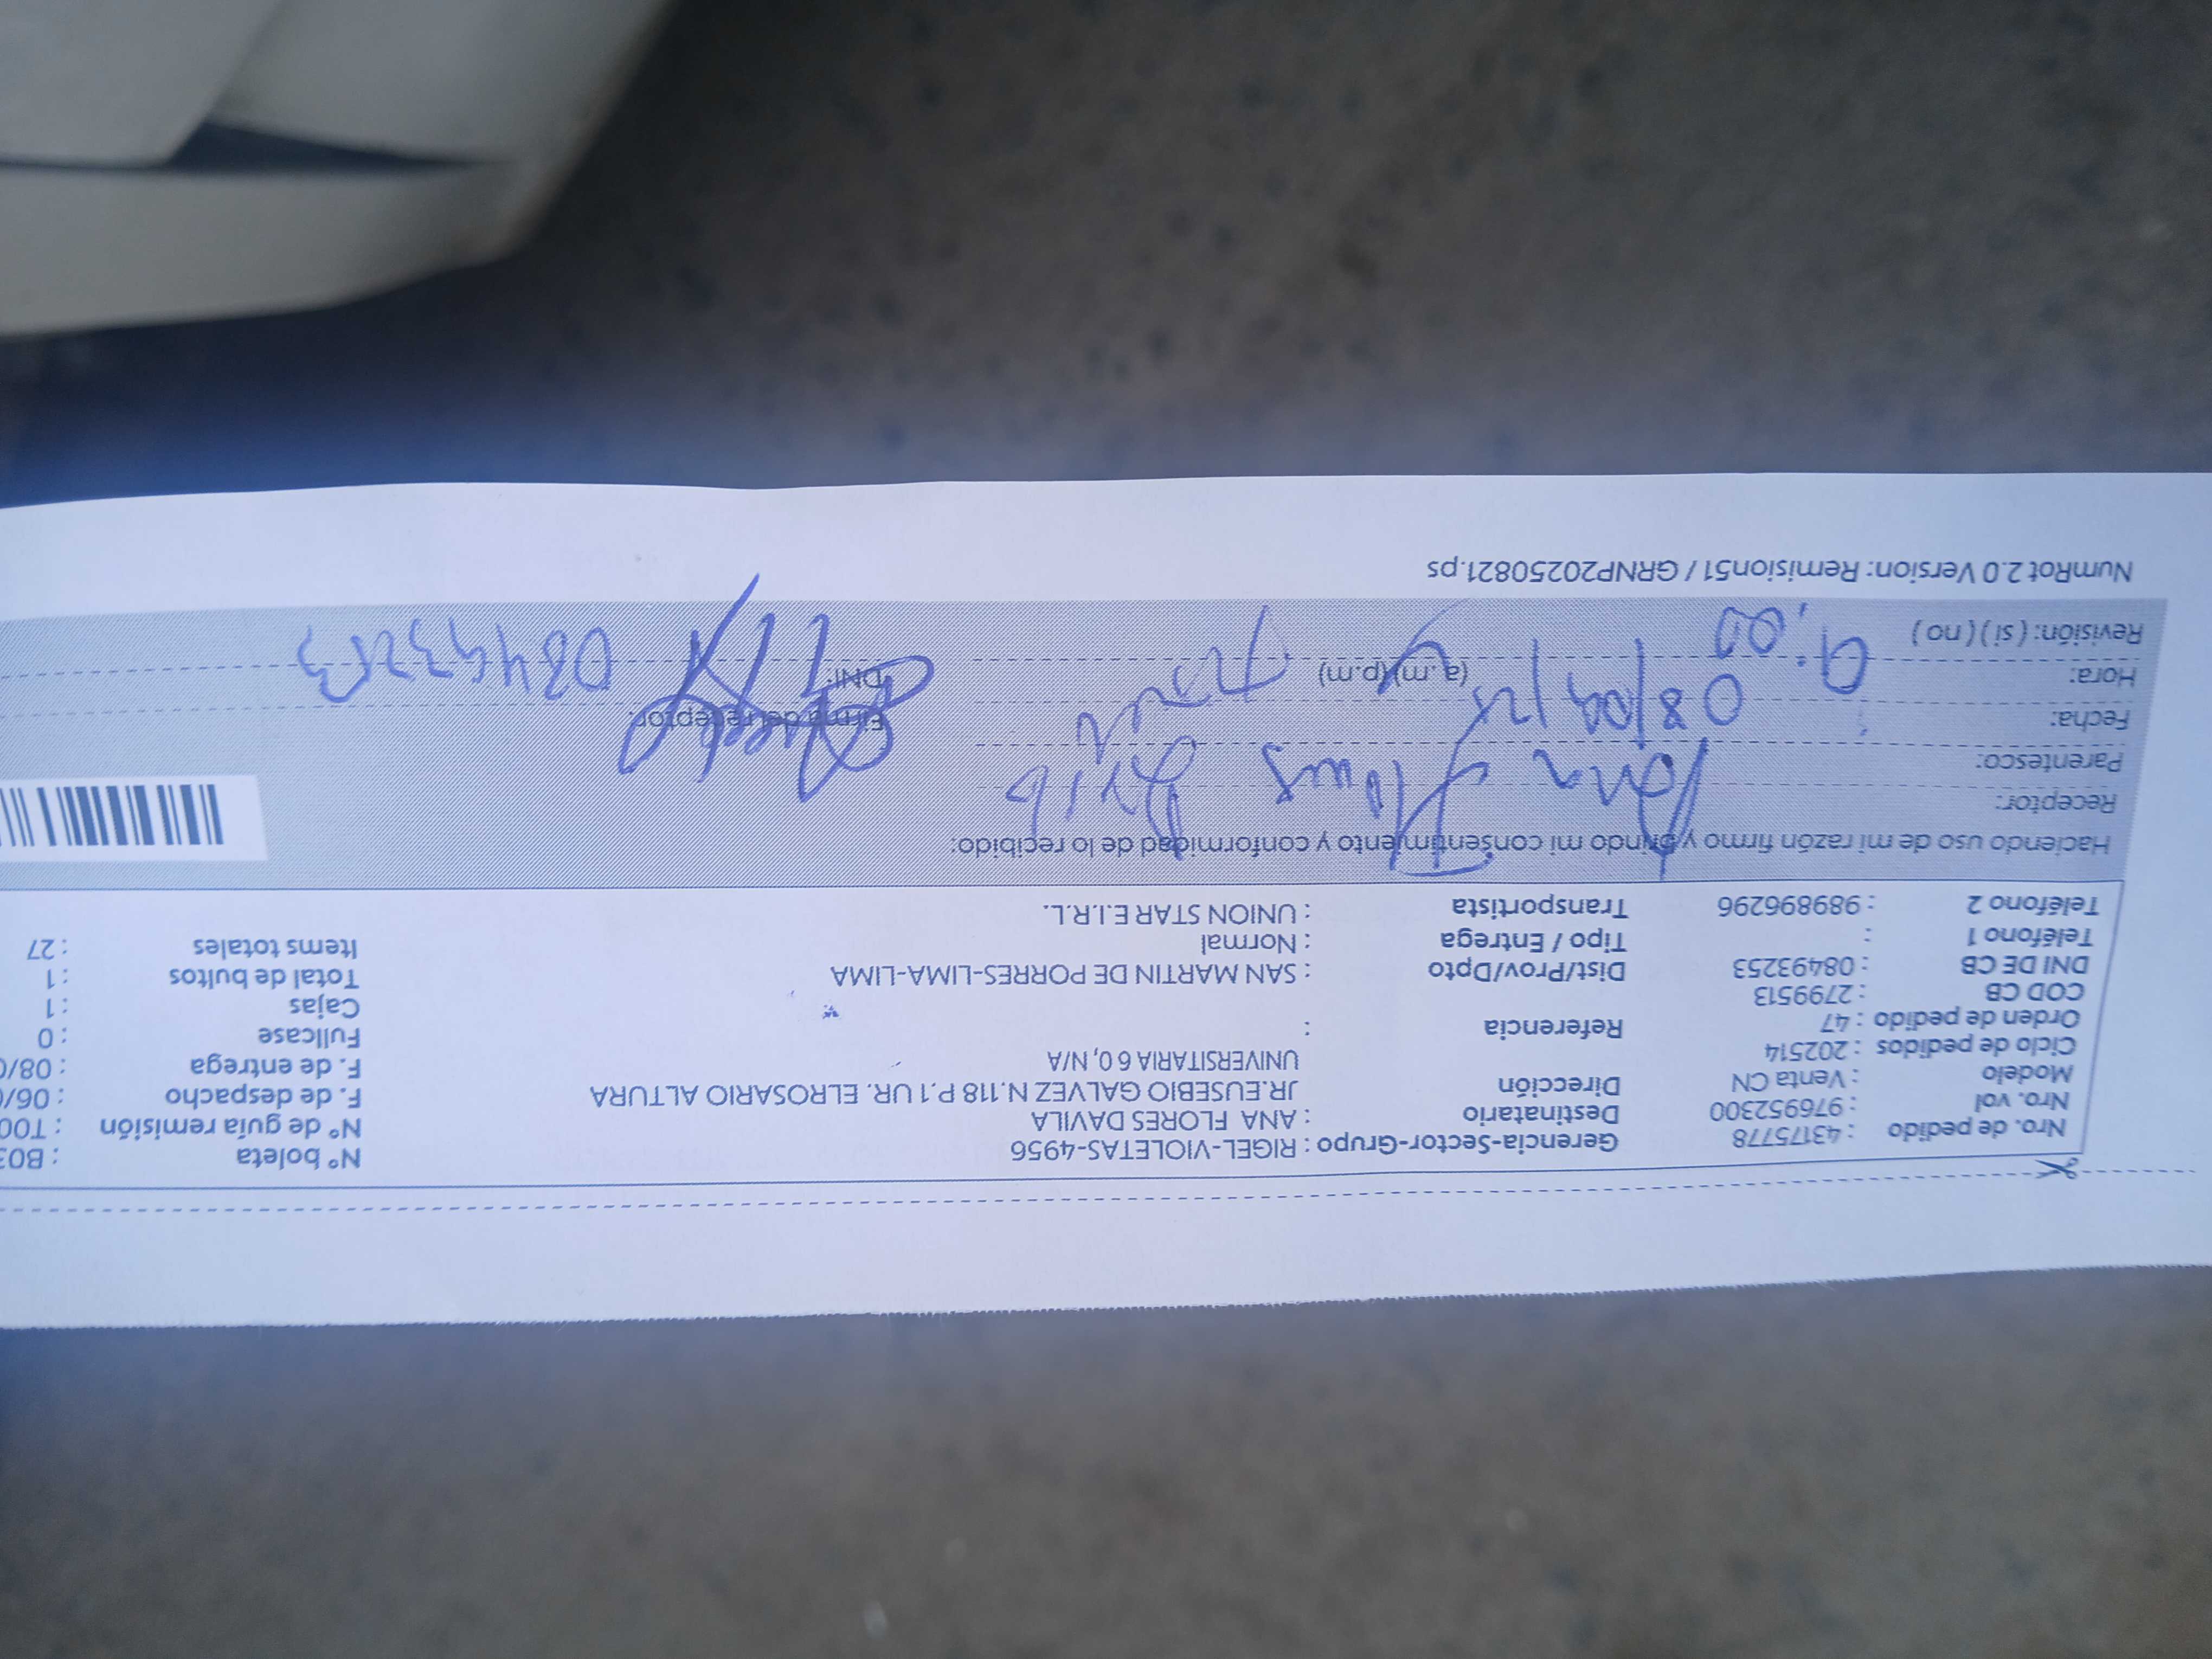 Nro. de pedido : 43175778 Gerencia-Sector-Grupo : RIGEL-VIOLETAS-4956 N° boleta : B03
Nro. vol : 976952300 Destinatario : ANA FLORES DAVILA N° de guía remisión : T00
Modelo : Venta CN Dirección JR.EUSEBIO GALVEZ N.118 P.1 UR. ELROSARIO ALTURA F. de despacho : 06/0
Ciclo de pedidos : 202514 UNIVERSITARIA 6 0, N/A F. de entrega : 08/0
Orden de pedido : 47 Referencia : Fullcase : 0
COD CB : 2799513 Cajas : 1
DNI DE CB : 08493253 Dist/Prov/Dpto : SAN MARTIN DE PORRES-LIMA-LIMA Total de bultos : 1
Teléfono 1 : Tipo / Entrega : Normal Items totales : 27
Teléfono 2 : 989896296 Transportista : UNION STAR E.I.R.L.
Haciendo uso de mi razón firmo y brindo mi consentimiento y conformidad de lo recibido:
Receptor: Ana Flores
Parentesco:
Fecha: 08/09/25 Firma del receptor:
Hora: 9:00 (a.m) (p.m) DNI: 08493253
Revisión: ( si ) ( no )
NumRot 2.0 Version: Remision51 / GRNP20250821.ps